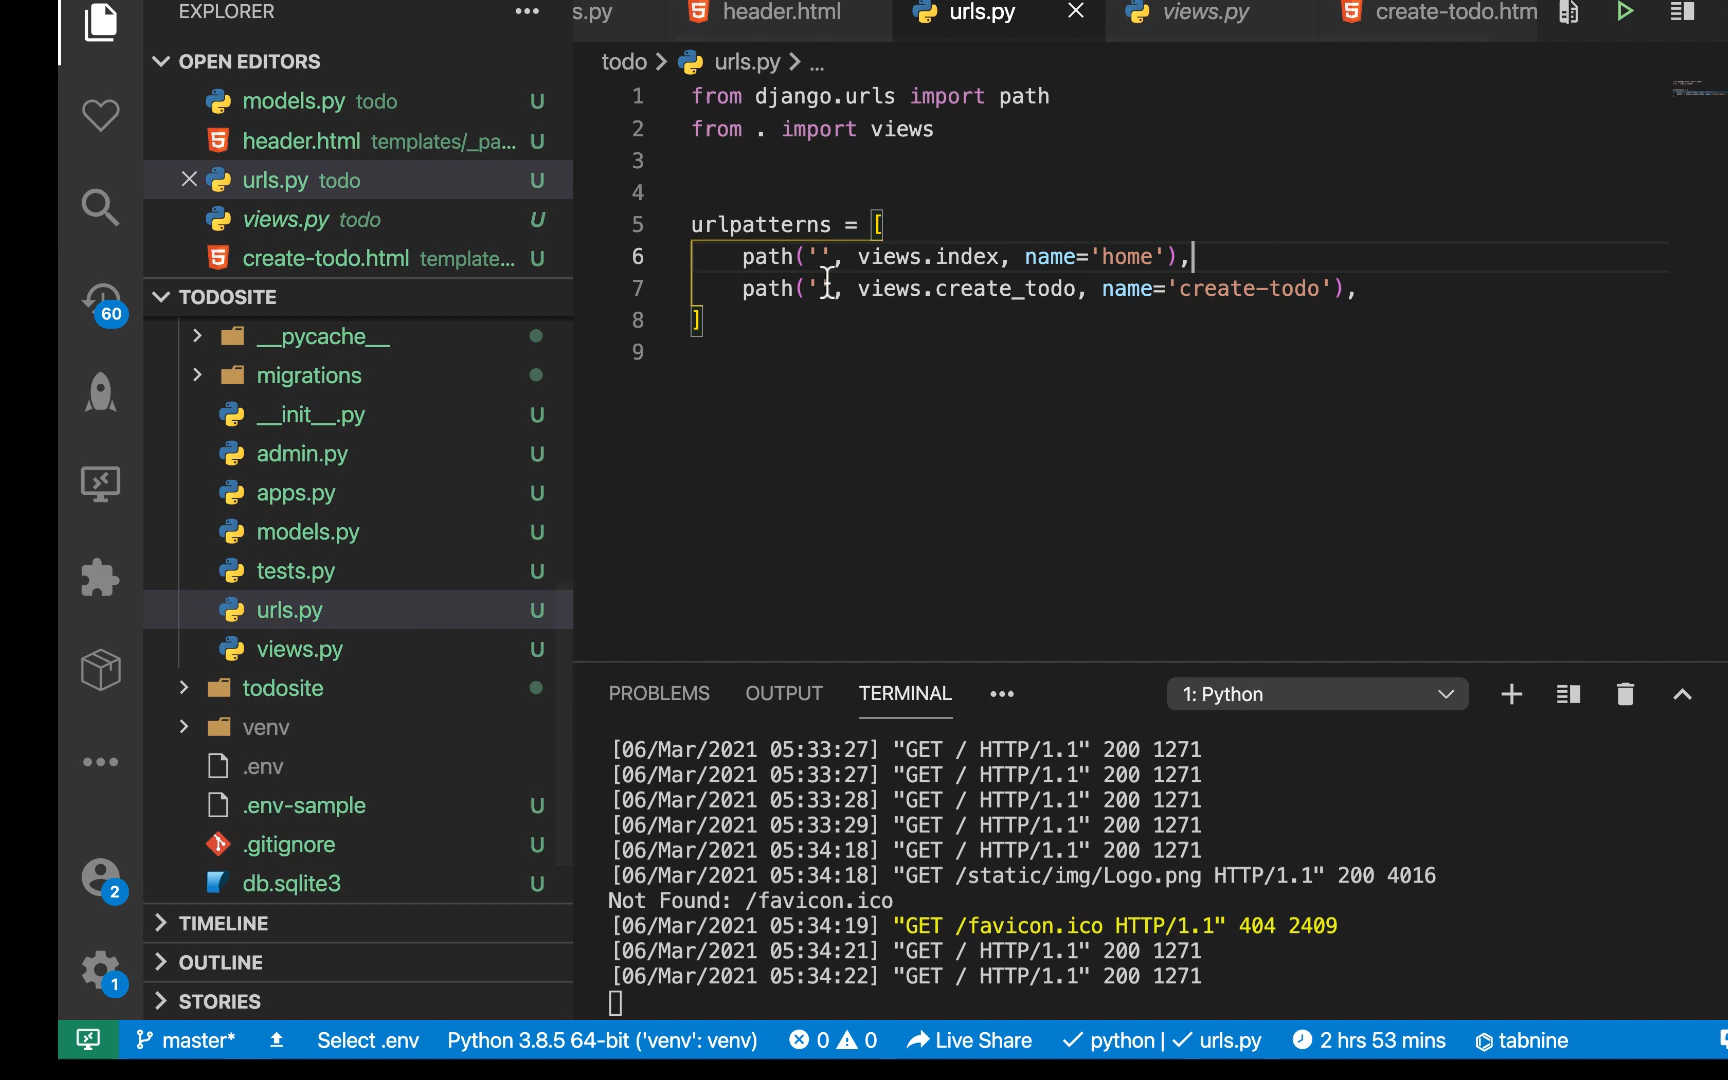 EXPLORER
OPEN EDITORS
models.py todo U
header.html templates/_pa... U
urls.py todo U
views.py todo U
create-todo.html template... U
TODOSITE
__pycache__
migrations
__init__.py U
admin.py U
apps.py U
models.py U
tests.py U
urls.py U
views.py U
todosite
venv
.env
.env-sample U
.gitignore U
db.sqlite3 U
TIMELINE
OUTLINE
STORIES
60
2
1
s.py header.html urls.py views.py create-todo.htm
todo > urls.py > ...
1 from django.urls import path
2 from . import views
3
4
5 urlpatterns = [
6 path('', views.index, name='home'),
7 path('', views.create_todo, name='create-todo'),
8 ]
9
PROBLEMS OUTPUT TERMINAL ••• 1: Python
[06/Mar/2021 05:33:27] "GET / HTTP/1.1" 200 1271
[06/Mar/2021 05:33:27] "GET / HTTP/1.1" 200 1271
[06/Mar/2021 05:33:28] "GET / HTTP/1.1" 200 1271
[06/Mar/2021 05:33:29] "GET / HTTP/1.1" 200 1271
[06/Mar/2021 05:34:18] "GET / HTTP/1.1" 200 1271
[06/Mar/2021 05:34:18] "GET /static/img/Logo.png HTTP/1.1" 200 4016
Not Found: /favicon.ico
[06/Mar/2021 05:34:19] "GET /favicon.ico HTTP/1.1" 404 2409
[06/Mar/2021 05:34:21] "GET / HTTP/1.1" 200 1271
[06/Mar/2021 05:34:22] "GET / HTTP/1.1" 200 1271
master* Select .env Python 3.8.5 64-bit ('venv': venv) 0 0 Live Share python | urls.py 2 hrs 53 mins tabnine